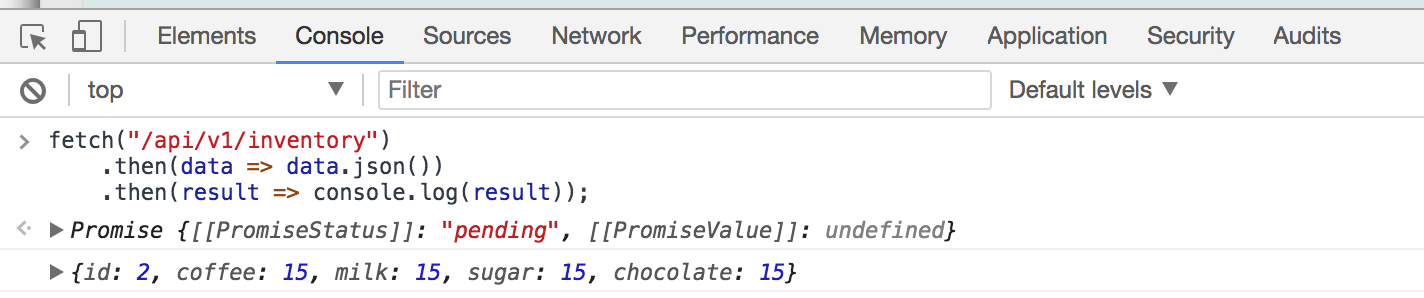 Elements Console Sources Network Performance Memory Application Security Audits
top Filter Default levels
fetch("/api/v1/inventory")
.then(data => data.json())
.then(result => console.log(result));
Promise {[[PromiseStatus]]: "pending", [[PromiseValue]]: undefined}
{id: 2, coffee: 15, milk: 15, sugar: 15, chocolate: 15}